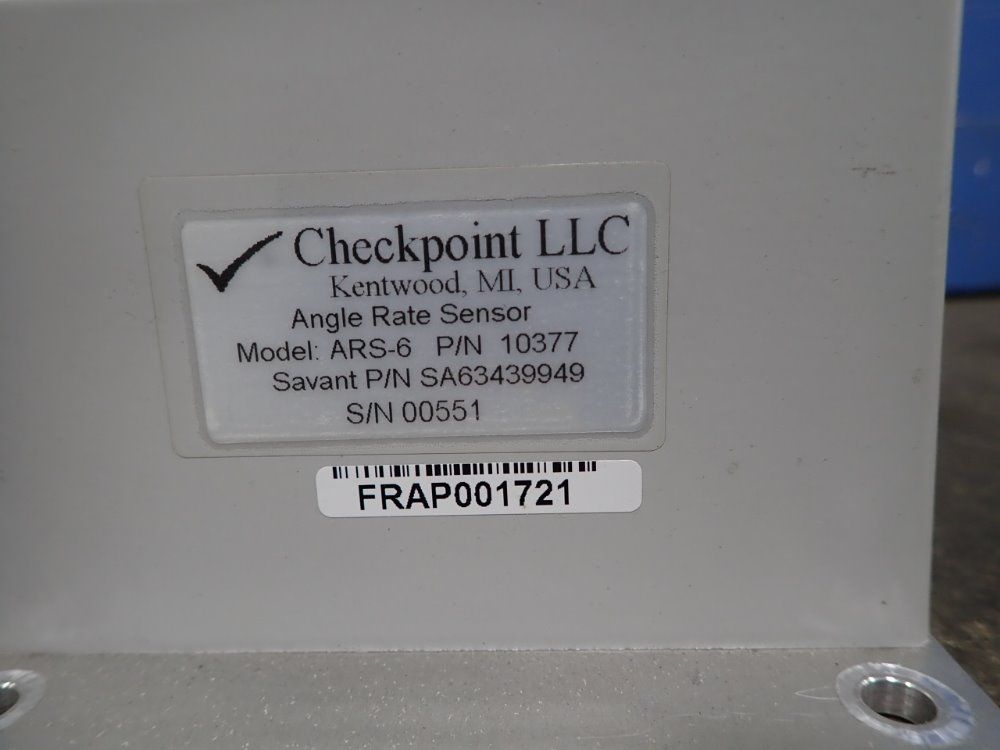 Checkpoint LLC
Kentwood, MI, USA
Angle Rate Sensor
Model: ARS-6 P/N 10377
Savant P/N SA63439949
S/N 00551
FRAP001721